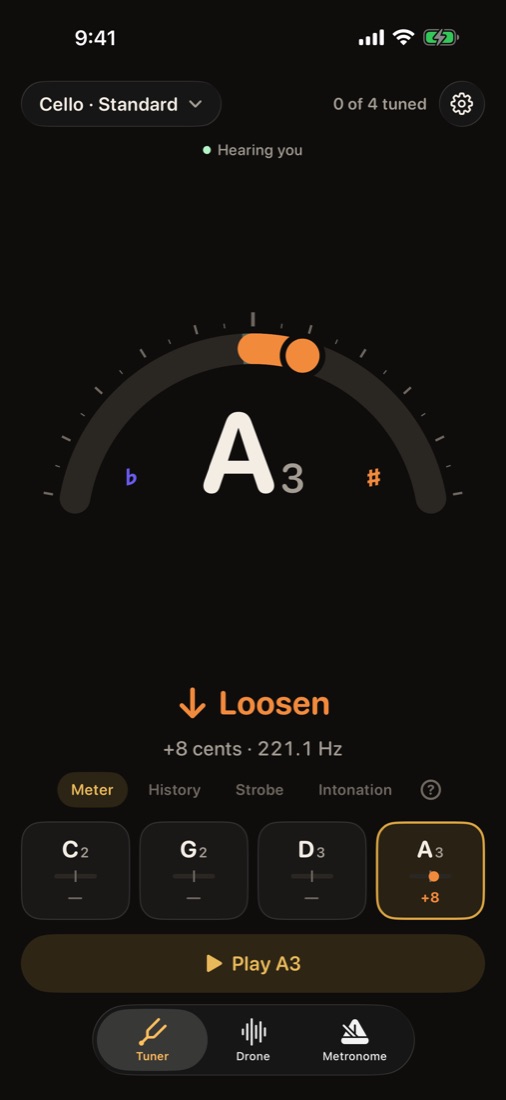 9:41
Cello · Standard
0 of 4 tuned
Hearing you
A3
♭
♯
↓ Loosen
+8 cents · 221.1 Hz
Meter History Strobe Intonation ?
C2 G2 D3 A3
— — — +8
Play A3
Tuner Drone Metronome